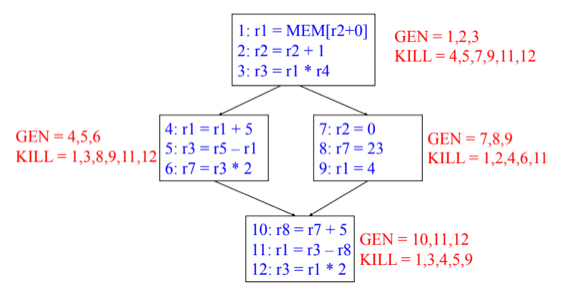 1: r1 = MEM[r2+0]
2: r2 = r2 + 1
3: r3 = r1 * r4
GEN = 1,2,3
KILL = 4,5,7,9,11,12
GEN = 4,5,6
KILL = 1,3,8,9,11,12
4: r1 = r1 + 5
5: r3 = r5 – r1
6: r7 = r3 * 2
7: r2 = 0
8: r7 = 23
9: r1 = 4
GEN = 7,8,9
KILL = 1,2,4,6,11
10: r8 = r7 + 5
11: r1 = r3 – r8
12: r3 = r1 * 2
GEN = 10,11,12
KILL = 1,3,4,5,9